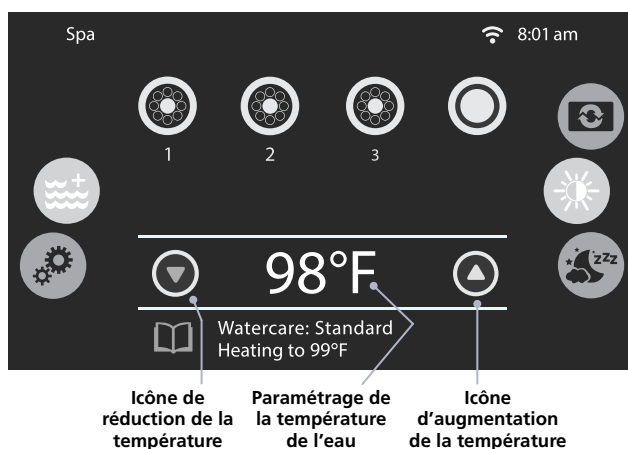 Spa 8:01 am
1 2 3
zzz
98°F
Watercare: Standard
Heating to 99°F
Icône de
réduction de la
température
Paramétrage de
la température
de l'eau
Icône
d'augmentation
de la température